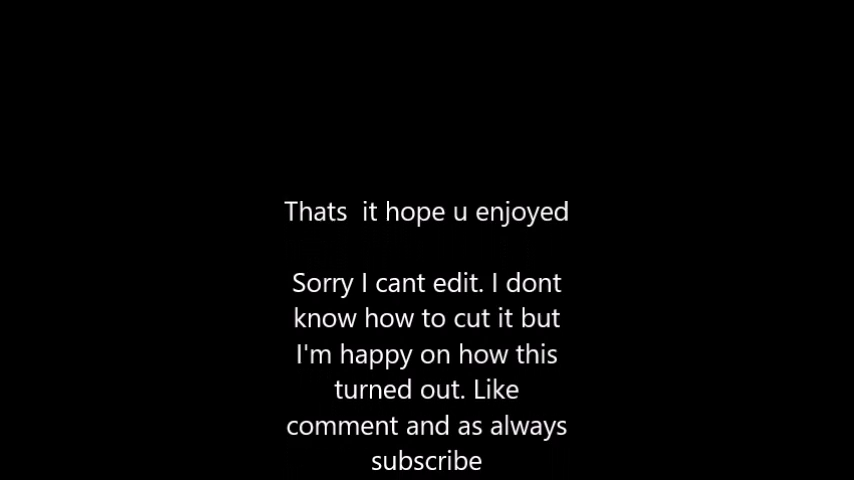 Thats  it hope u enjoyed
Sorry I cant edit. I dont
know how to cut it but
I'm happy on how this
turned out. Like
comment and as always
subscribe